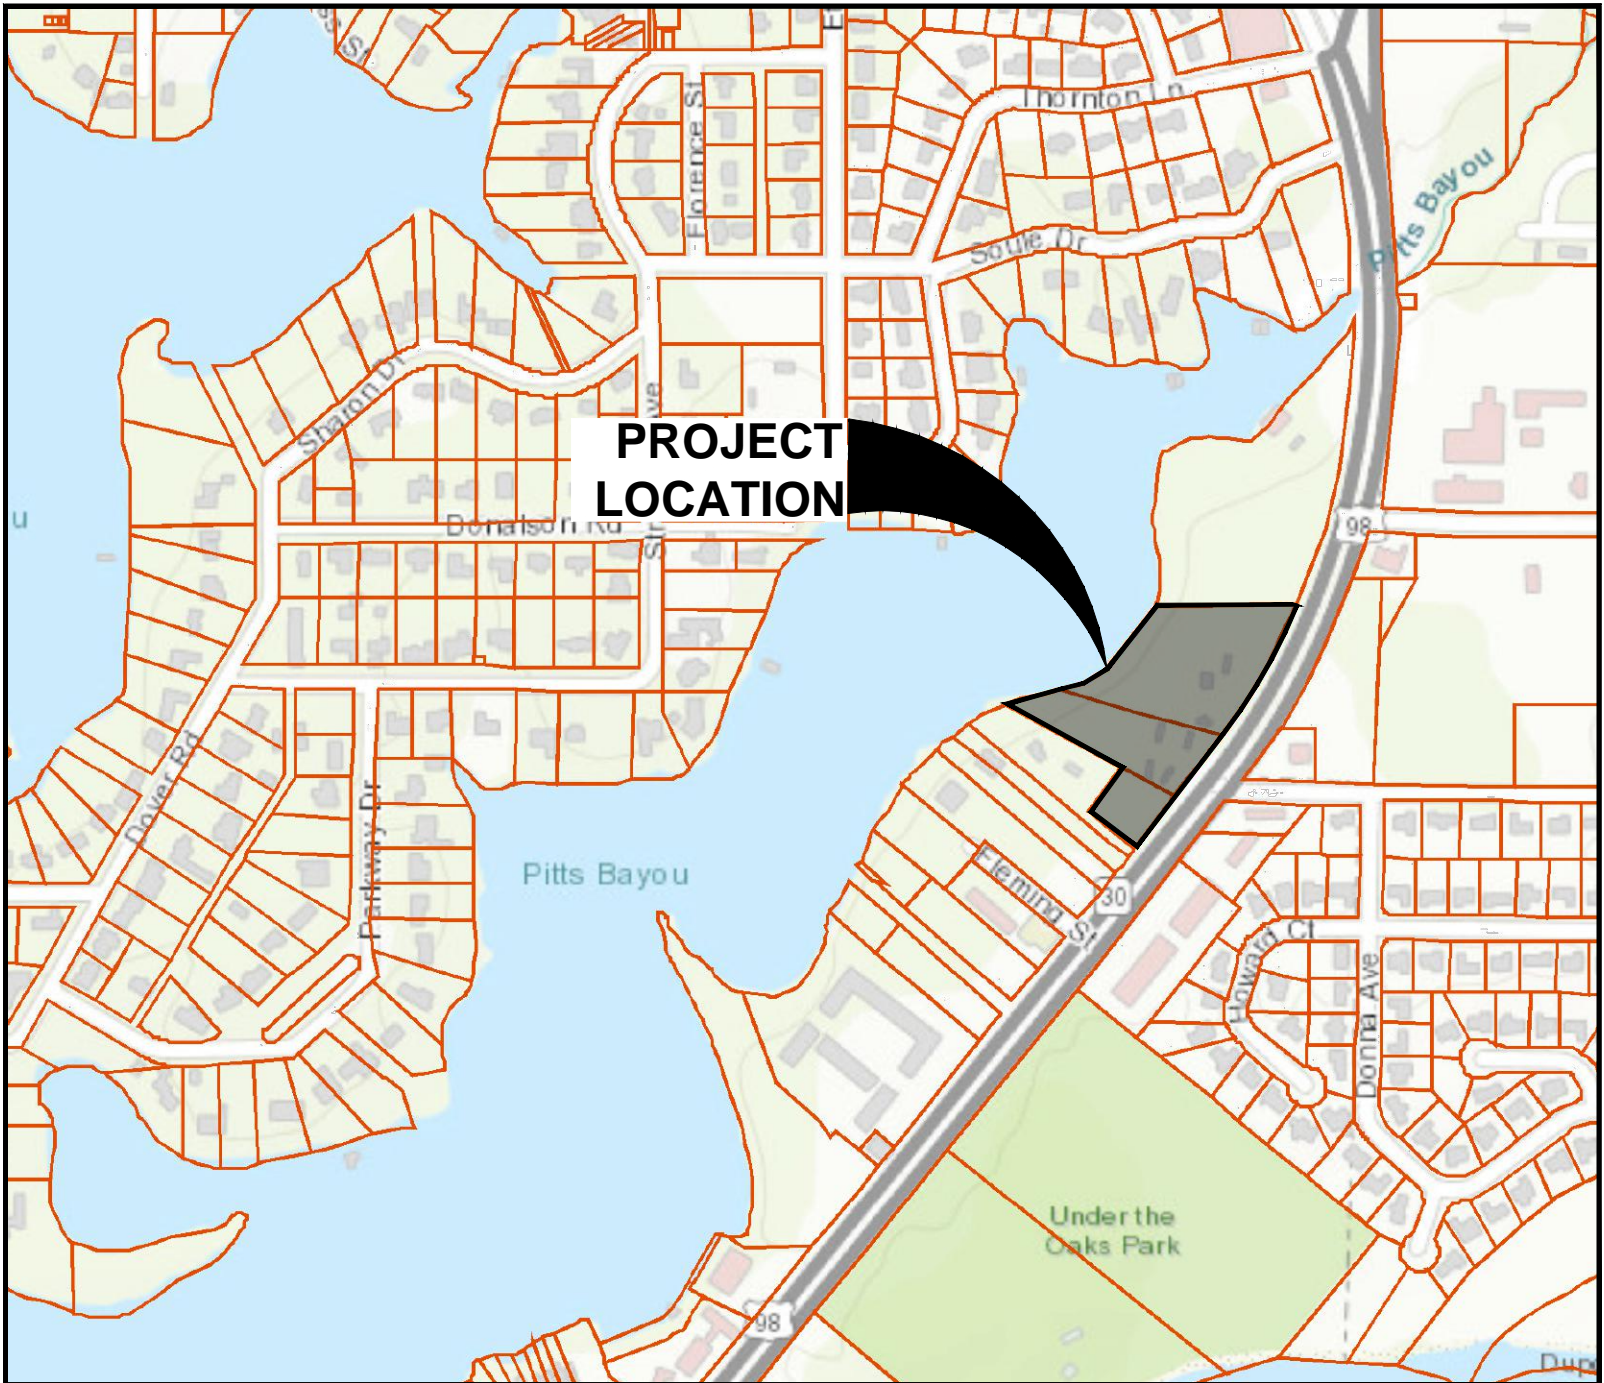 Thornton Ln
Florence St
Pitts Bayou
Soule Dr
Sharon Dr
PROJECT
LOCATION
Donalson Rd
98
Dover Rd
Parkway Dr
Pitts Bayou
Fleming St
30
Howard Ct
Donna Ave
Under the
Oaks Park
98